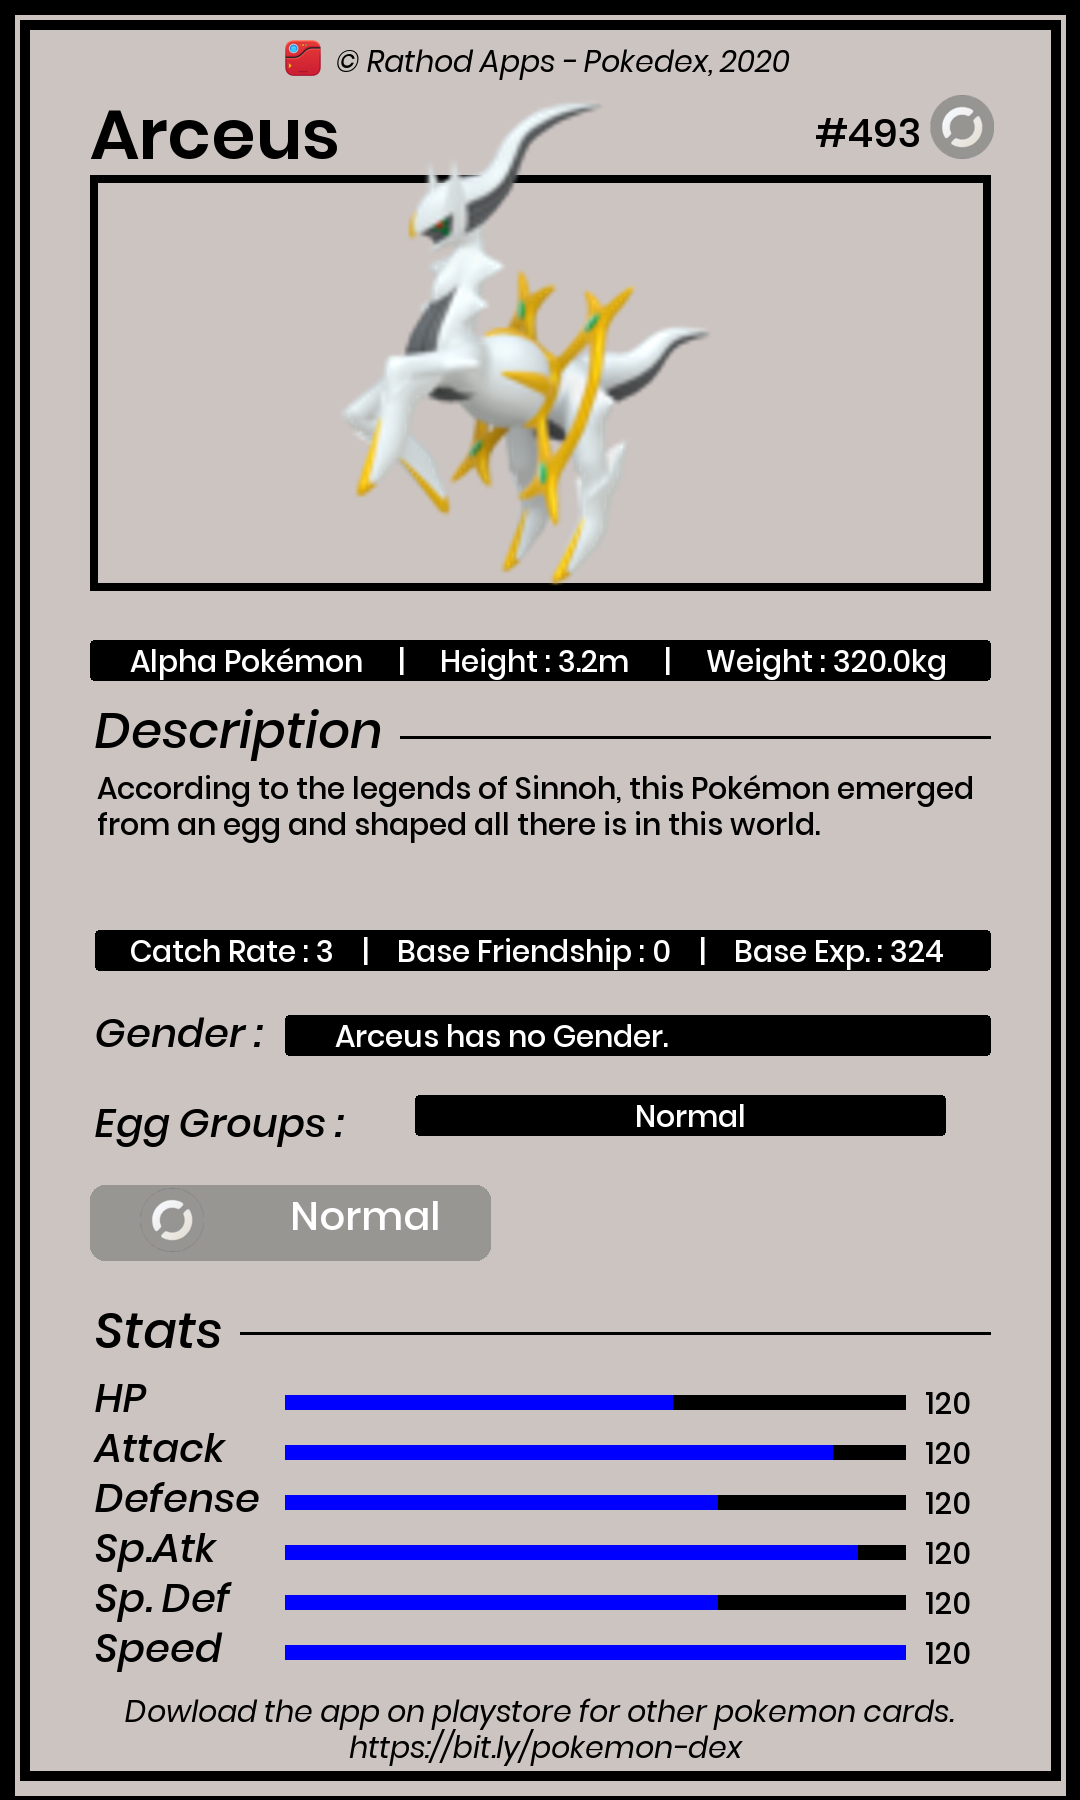 © Rathod Apps - Pokedex, 2020
Arceus
#493
Alpha Pokémon | Height : 3.2m | Weight : 320.0kg
Description
According to the legends of Sinnoh, this Pokémon emerged
from an egg and shaped all there is in this world.
Catch Rate : 3 | Base Friendship : 0 | Base Exp. : 324
Gender : Arceus has no Gender.
Egg Groups : Normal
Normal
Stats
HP 120
Attack 120
Defense 120
Sp.Atk 120
Sp. Def 120
Speed 120
Dowload the app on playstore for other pokemon cards.
https://bit.ly/pokemon-dex